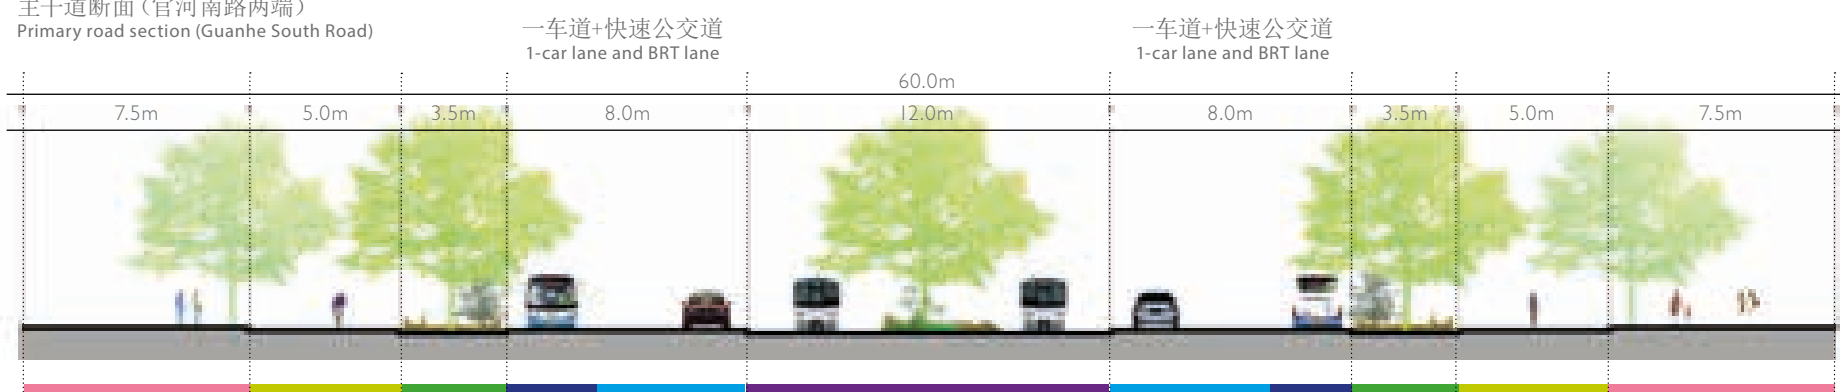 主干道断面（官河南路两端）
Primary road section (Guanhe South Road)
一车道+快速公交道
1-car lane and BRT lane
一车道+快速公交道
1-car lane and BRT lane
60.0m
7.5m 5.0m 3.5m 8.0m 12.0m 8.0m 3.5m 5.0m 7.5m